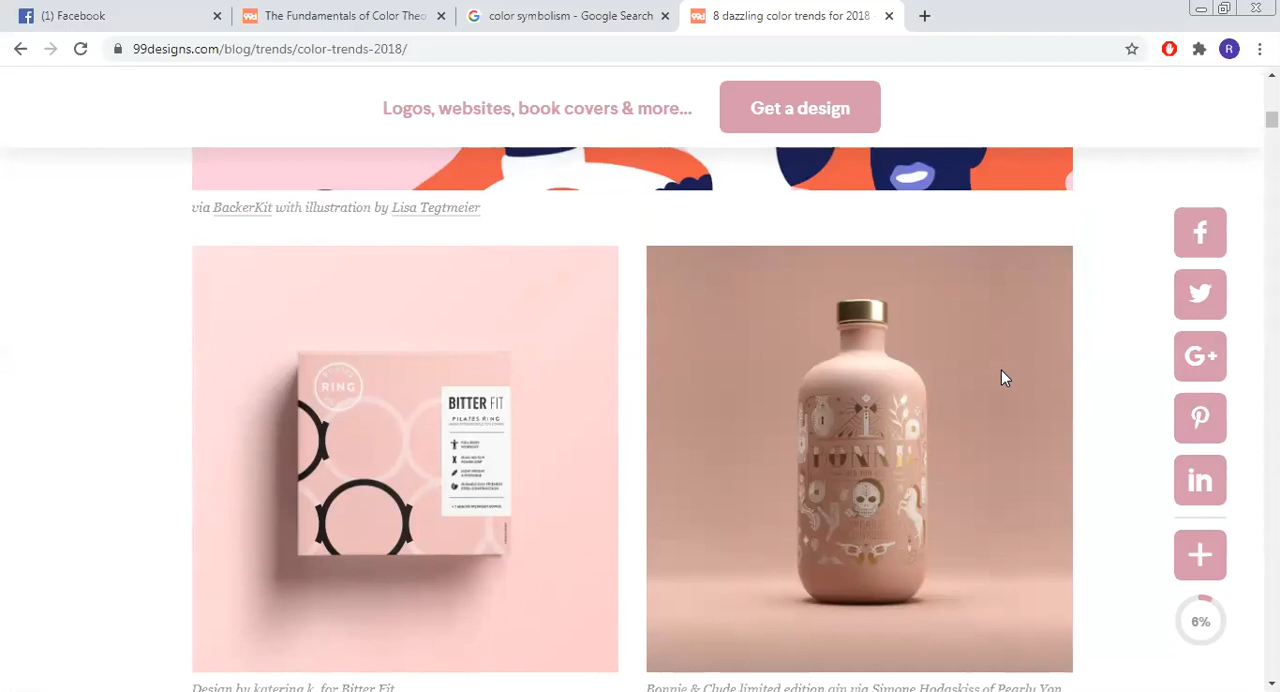 (1) Facebook
The Fundamentals of Color Theo
color symbolism - Google Search
8 dazzling color trends for 2018 -
99designs.com/blog/trends/color-trends-2018/
R
Logos, websites, book covers & more...
Get a design
via BackerKit with illustration by Lisa Tegtmeier
RING
BITTER FIT
PILATES RING
G+
in
6%
Design by katerina k. for Bitter Fit
Bonnie & Clyde limited edition gin via Simone Hodgskiss of Pearly Yon